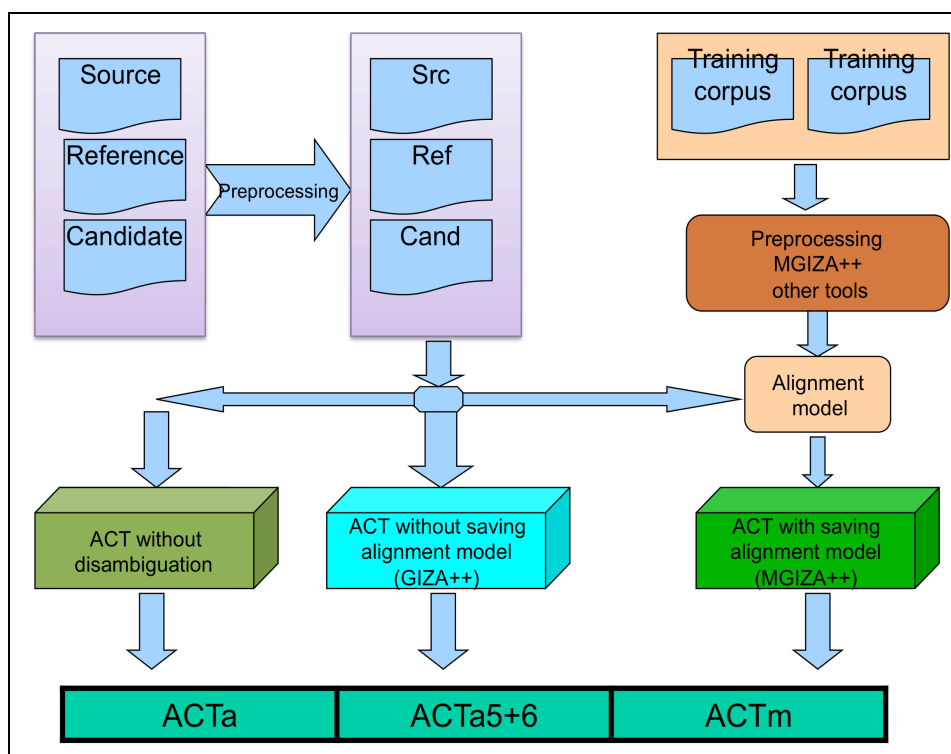 Source
Reference
Candidate
Preprocessing
Src
Ref
Cand
Training
corpus
Training
corpus
Preprocessing
MGIZA++
other tools
Alignment
model
ACT without
disambiguation
ACT without saving
alignment model
(GIZA++)
ACT with saving
alignment model
(MGIZA++)
ACTa
ACTa5+6
ACTm